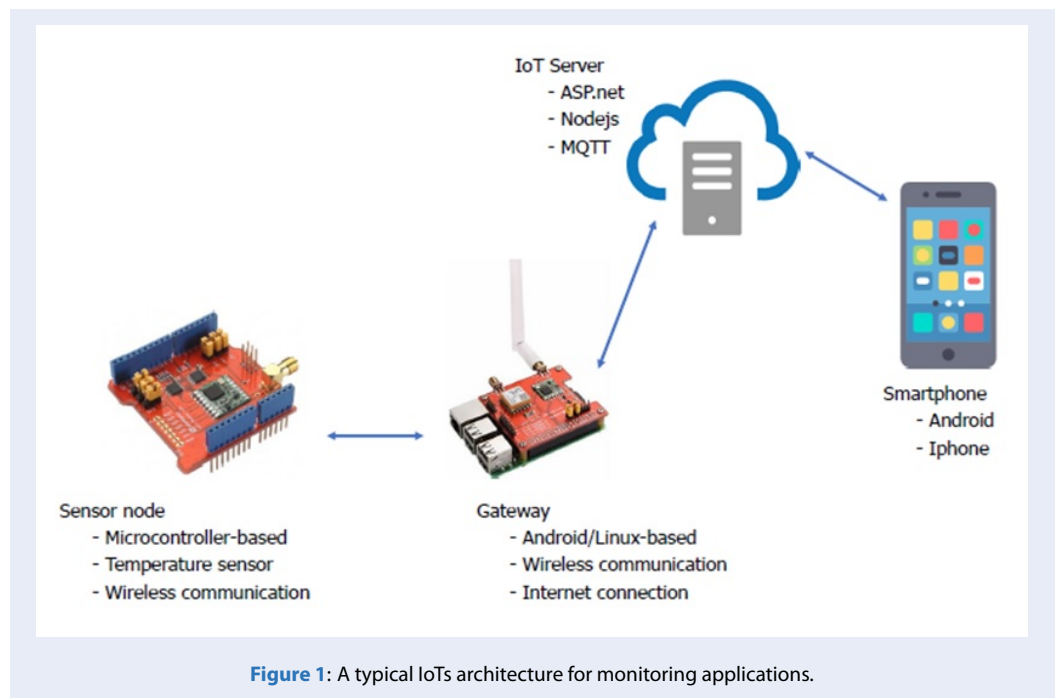 IoT Server
- ASP.net
- Nodejs
- MQTT
Smartphone
- Android
- Iphone
Sensor node
- Microcontroller-based
- Temperature sensor
- Wireless communication
Gateway
- Android/Linux-based
- Wireless communication
- Internet connection
Figure 1: A typical IoTs architecture for monitoring applications.